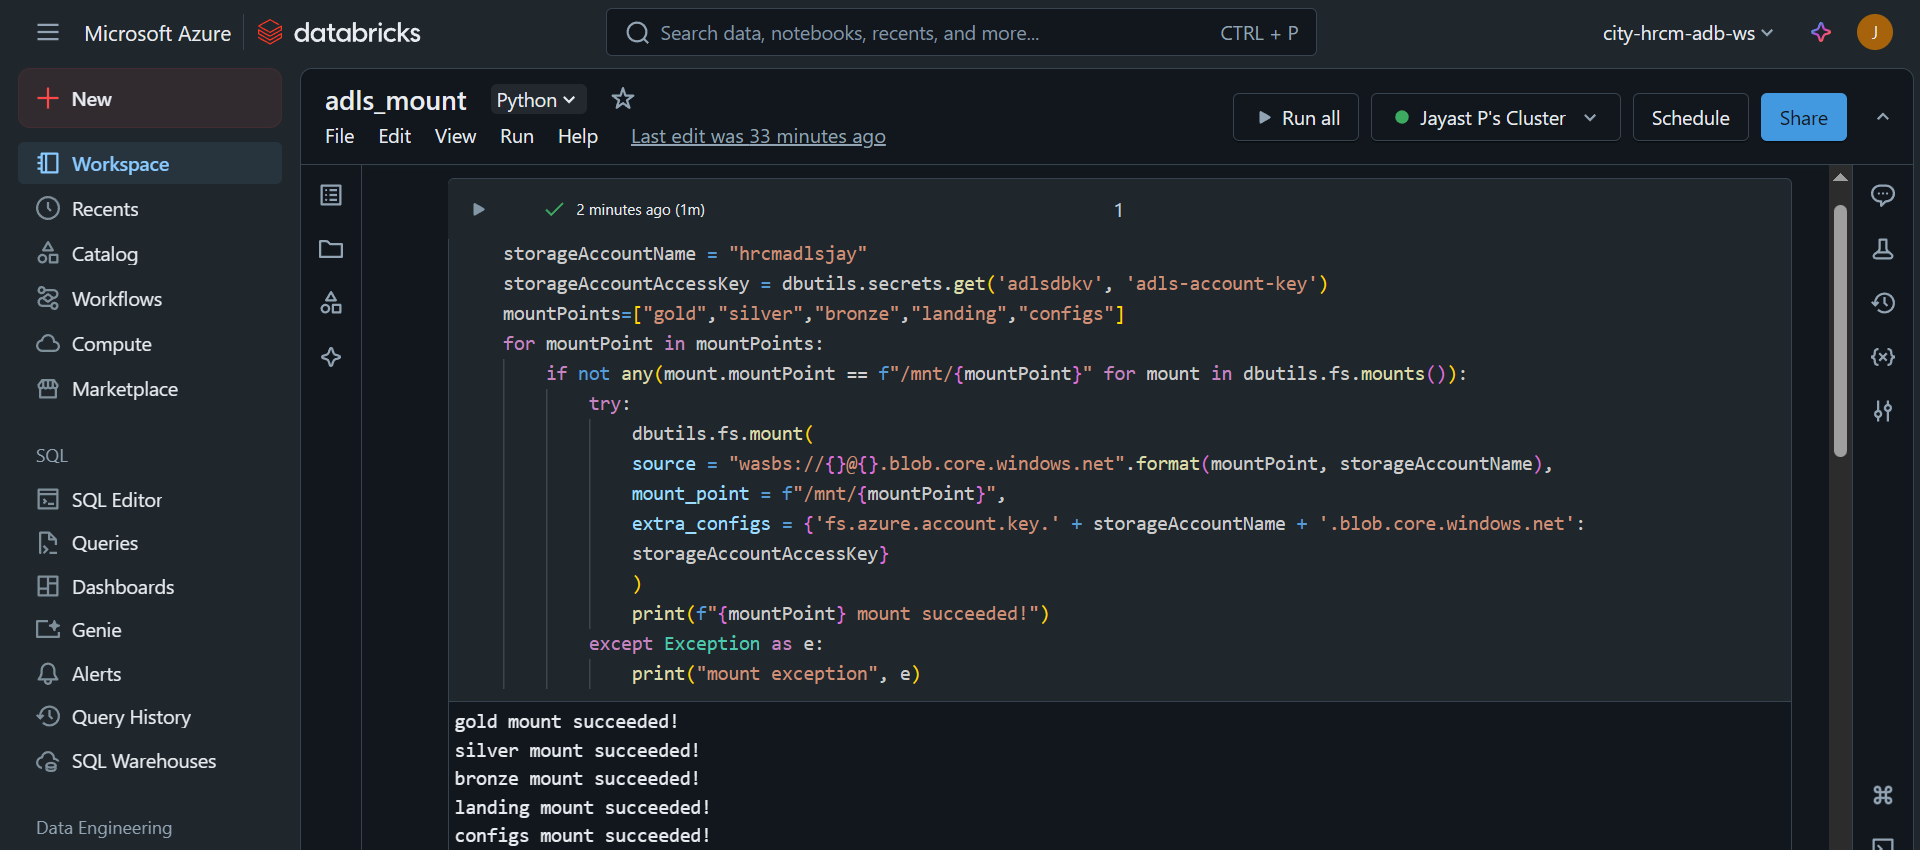 Microsoft Azure databricks
Search data, notebooks, recents, and more... CTRL + P
city-hrcm-adb-ws
J
New
Workspace
Recents
Catalog
Workflows
Compute
Marketplace
SQL
SQL Editor
Queries
Dashboards
Genie
Alerts
Query History
SQL Warehouses
Data Engineering
adls_mount Python
File Edit View Run Help Last edit was 33 minutes ago
Run all Jayast P's Cluster Schedule Share
2 minutes ago (1m) 1
storageAccountName = "hrcmadlsjay"
storageAccountAccessKey = dbutils.secrets.get('adlsdbkv', 'adls-account-key')
mountPoints=["gold","silver","bronze","landing","configs"]
for mountPoint in mountPoints:
    if not any(mount.mountPoint == f"/mnt/{mountPoint}" for mount in dbutils.fs.mounts()):
        try:
            dbutils.fs.mount(
            source = "wasbs://{}@{}.blob.core.windows.net".format(mountPoint, storageAccountName),
            mount_point = f"/mnt/{mountPoint}",
            extra_configs = {'fs.azure.account.key.' + storageAccountName + '.blob.core.windows.net':
            storageAccountAccessKey}
            )
            print(f"{mountPoint} mount succeeded!")
        except Exception as e:
            print("mount exception", e)
gold mount succeeded!
silver mount succeeded!
bronze mount succeeded!
landing mount succeeded!
configs mount succeeded!